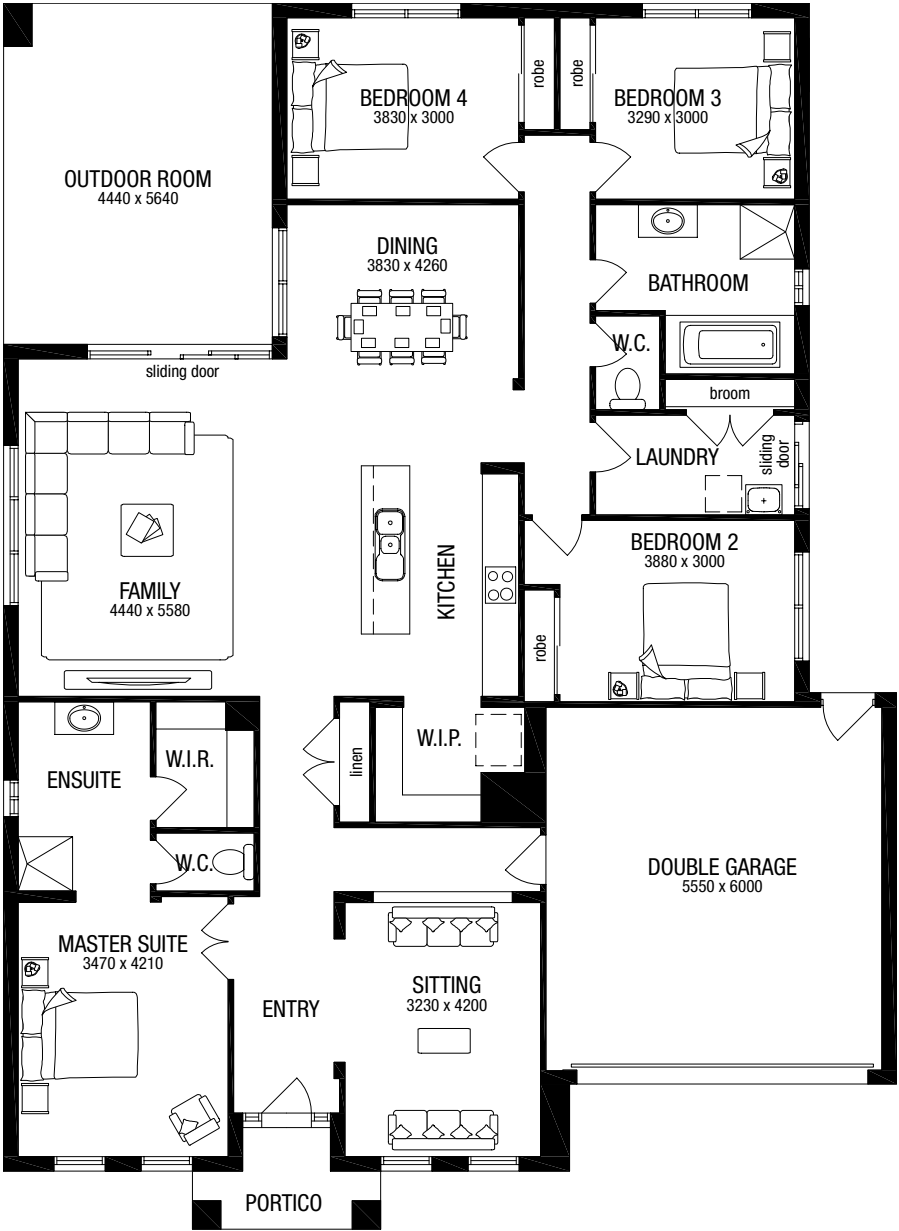 robe
robe
BEDROOM 4
3830 x 3000
BEDROOM 3
3290 x 3000
OUTDOOR ROOM
4440 x 5640
DINING
3830 x 4260
BATHROOM
W.C.
sliding door
broom
LAUNDRY
sliding
door
BEDROOM 2
3880 x 3000
KITCHEN
FAMILY
4440 x 5580
robe
W.I.R.
W.I.P.
linen
ENSUITE
W.C.
DOUBLE GARAGE
5550 x 6000
MASTER SUITE
3470 x 4210
SITTING
3230 x 4200
ENTRY
PORTICO